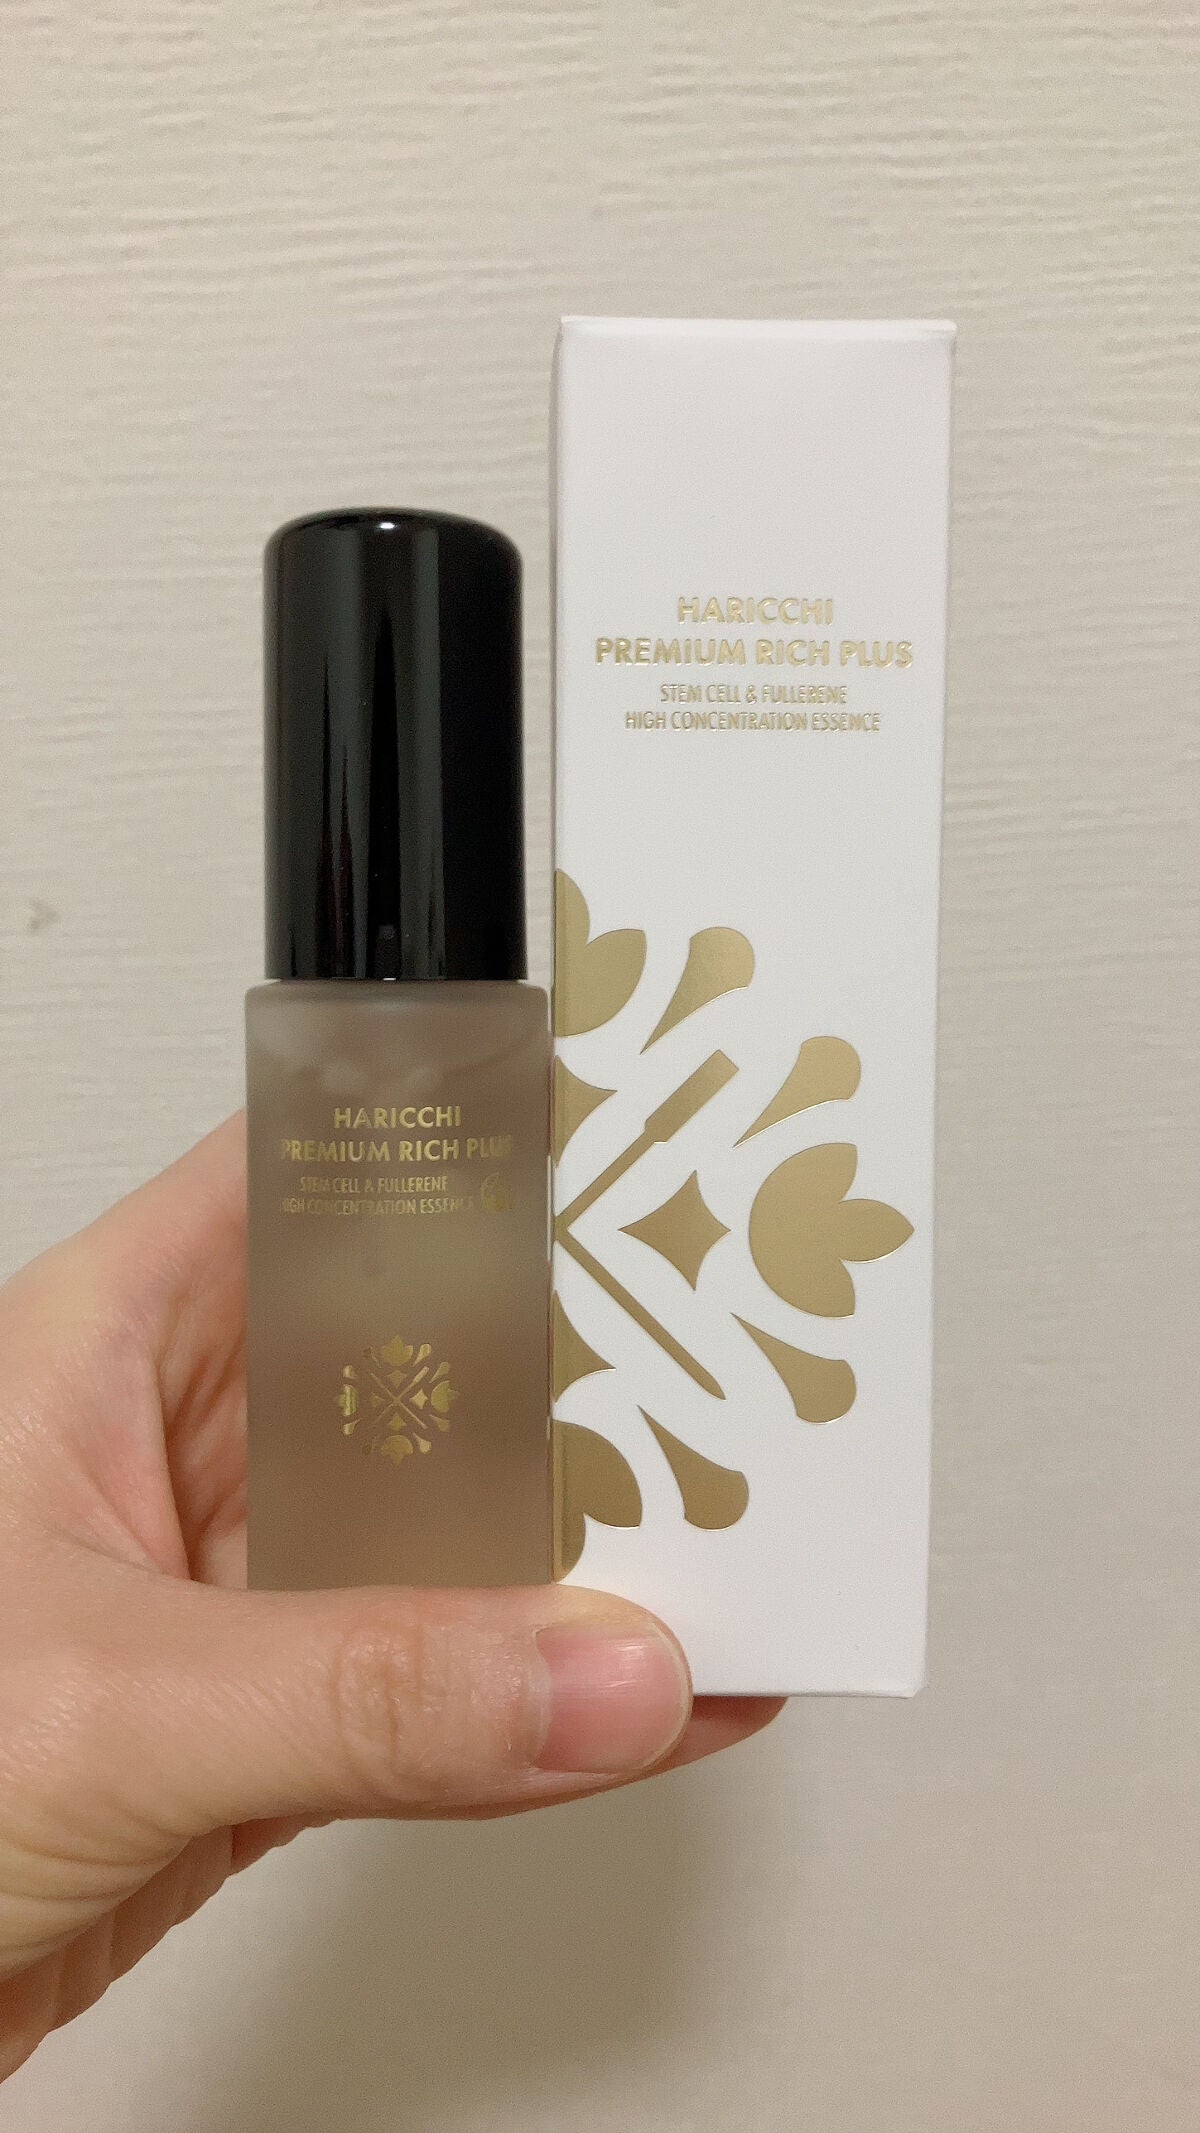 HARICCHI
PREMIUM RICH PLUS
STEM CELL & FULLERENE
HIGH CONCENTRATION ESSENCE
HARICCHI
PREMIUM RICH PLUS
STEM CELL & FULLERENE
HIGH CONCENTRATION ESSENCE